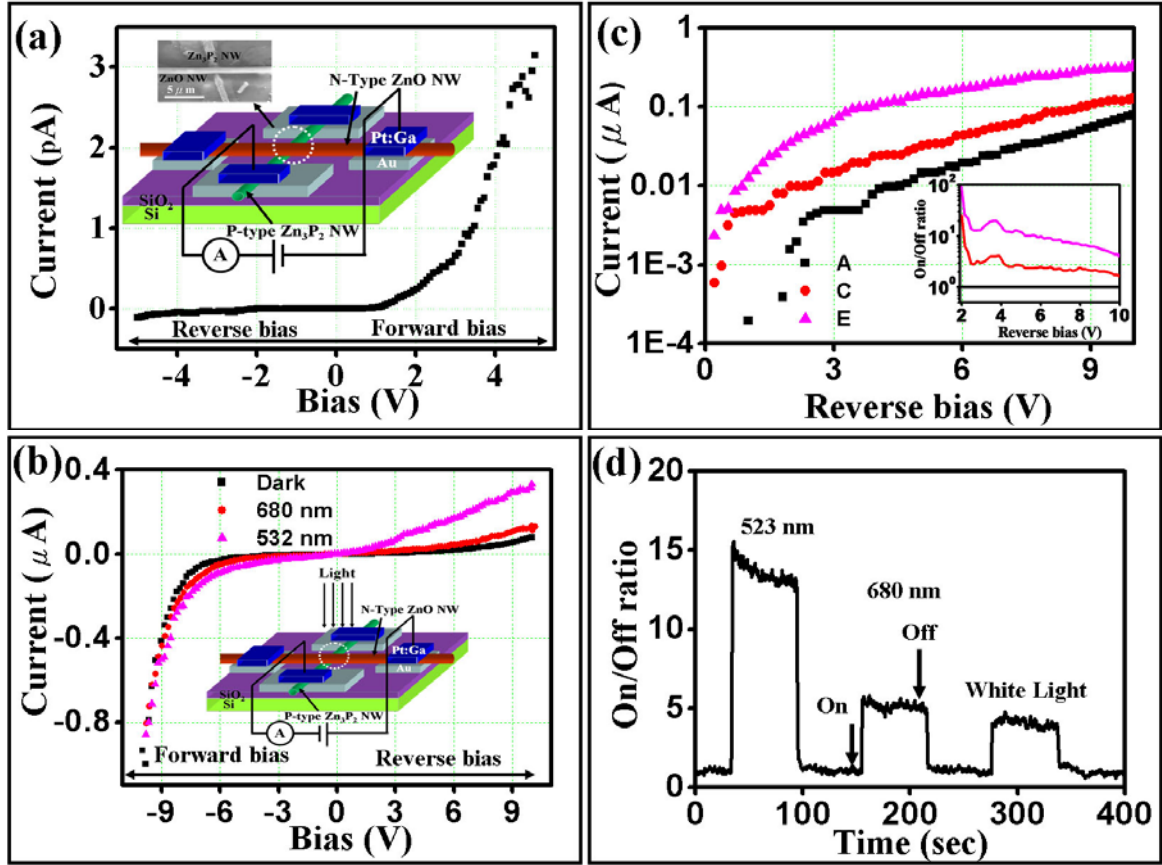 (a)
Zn₃P₂ NW
ZnO NW
5 μm
N-Type ZnO NW
Pt:Ga
Au
SiO₂
Si
P-type Zn₃P₂ NW
A
Current (pA)
3
2
1
0
Reverse bias
Forward bias
-4
-2
0
2
4
Bias (V)
(c)
Current ( μ A)
1
0.1
0.01
1E-3
1E-4
A
C
E
On/Off ratio
10²
10¹
10⁰
2
4
6
8
10
Reverse bias (V)
0
3
6
9
Reverse bias (V)
(b)
Current ( μ A)
0.4
0.0
-0.4
-0.8
Dark
680 nm
532 nm
Light
N-Type ZnO NW
Pt:Ga
Au
SiO₂
Si
P-type Zn₃P₂ NW
A
Forward bias
Reverse bias
-9
-6
-3
0
3
6
9
Bias (V)
(d)
On/Off ratio
20
15
10
5
0
523 nm
680 nm
Off
On
White Light
0
100
200
300
400
Time (sec)